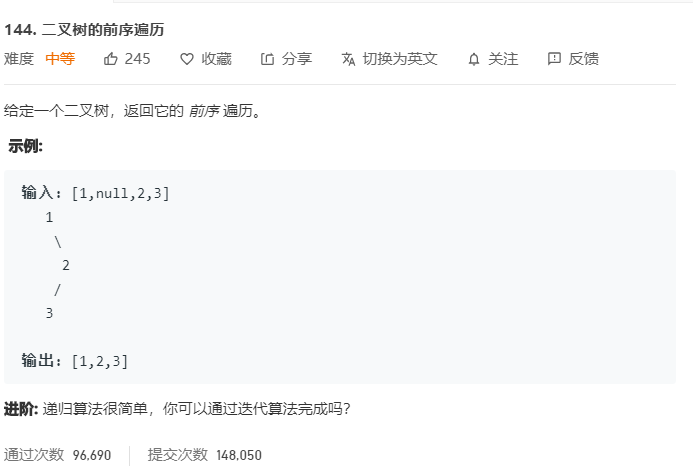 144. 二叉树的前序遍历
难度 中等 245 收藏 分享 切换为英文 关注 反馈
给定一个二叉树，返回它的 前序 遍历。
示例:
输入: [1,null,2,3]
1
\
2
/
3
输出: [1,2,3]
进阶: 递归算法很简单，你可以通过迭代算法完成吗？
通过次数 96,690 提交次数 148,050